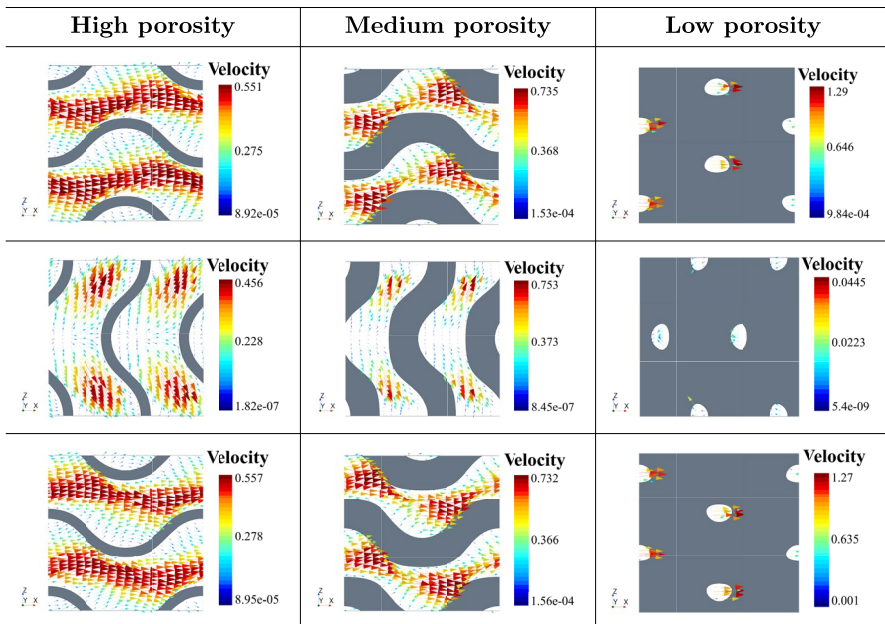 High porosity Medium porosity Low porosity
Velocity
0.551
0.275
8.92e-05
Z
Y X
Velocity
0.735
0.368
1.53e-04
Z
Y X
Velocity
1.29
0.646
9.84e-04
Z
Y X
Velocity
0.456
0.228
1.82e-07
Z
Y X
Velocity
0.753
0.373
8.45e-07
Z
Y X
Velocity
0.0445
0.0223
5.4e-09
Z
Y X
Velocity
0.557
0.278
8.95e-05
Z
Y X
Velocity
0.732
0.366
1.56e-04
Z
Y X
Velocity
1.27
0.635
0.001
Z
Y X